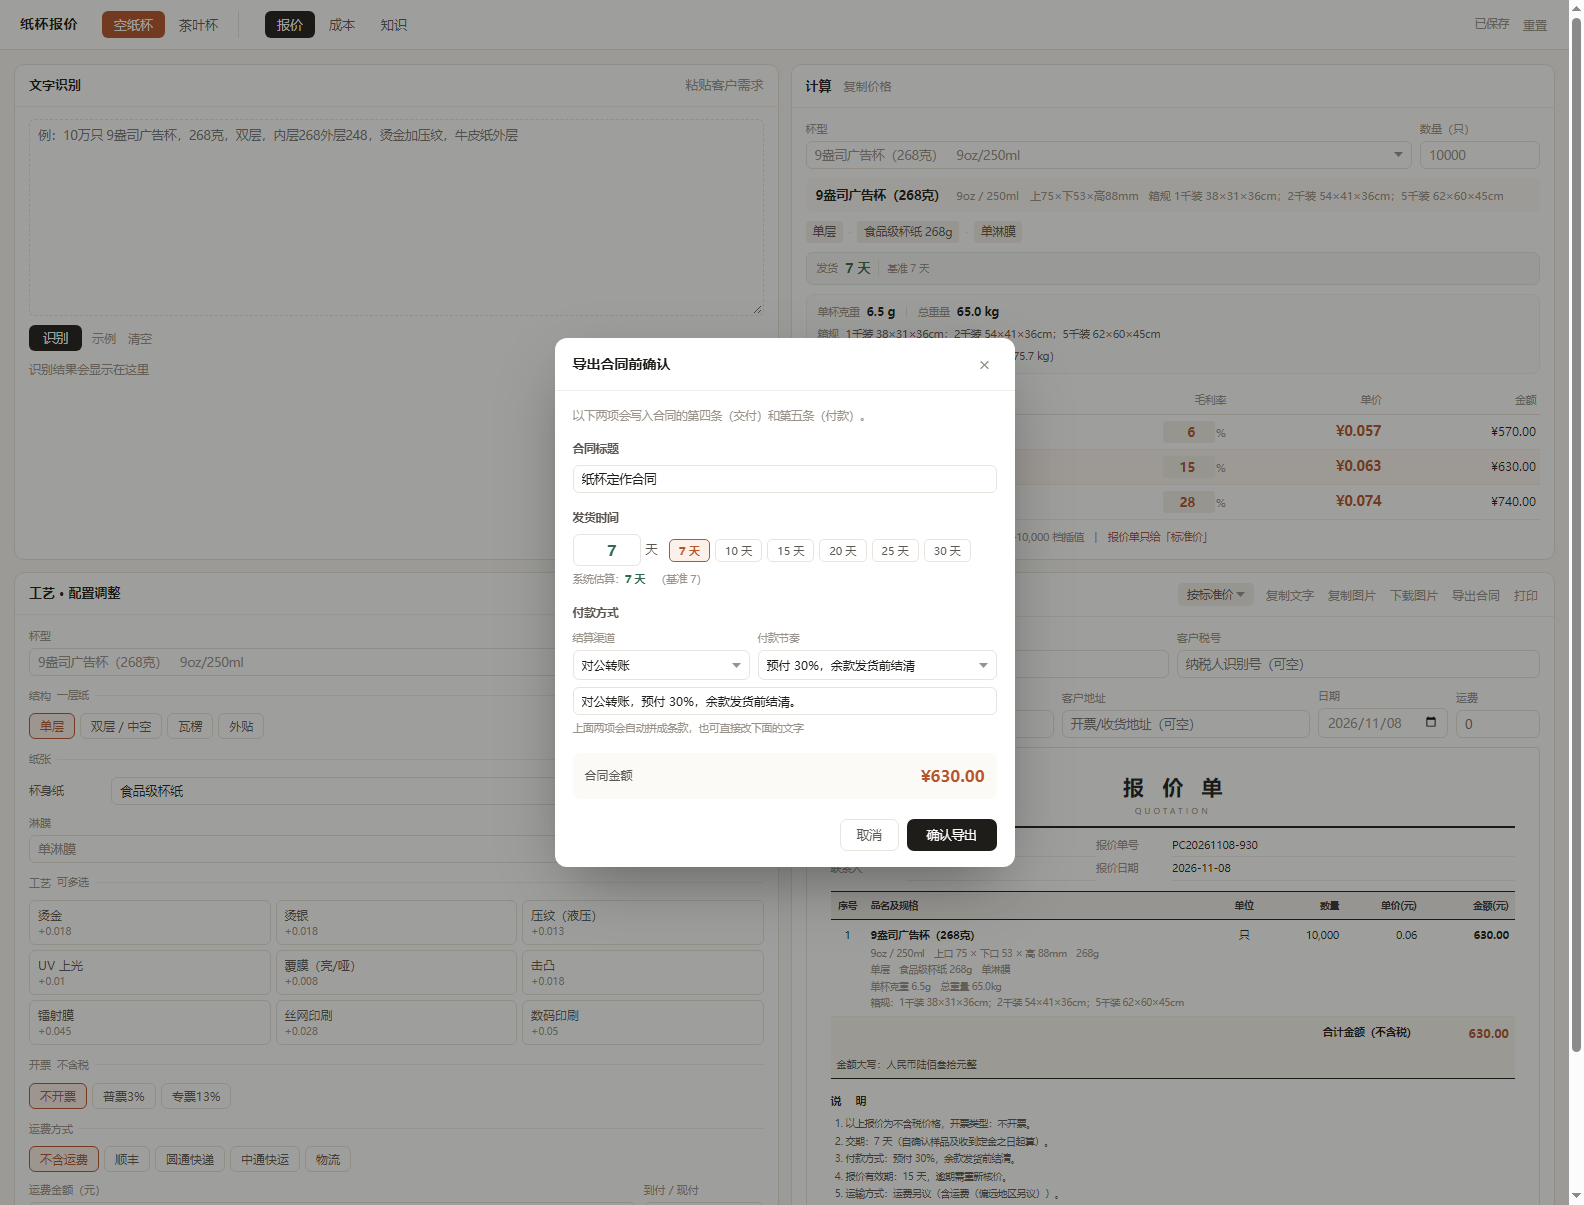 纸杯报价 空纸杯 茶叶杯 报价 成本 知识 已保存 重置
文字识别 粘贴客户需求
例：10万只 9盎司广告杯，268克，双层，内层268外层248，烫金加压纹，牛皮纸外层
识别 示例 清空
识别结果会显示在这里
计算 复制价格
杯型 数量（只）
9盎司广告杯（268克） 9oz/250ml 10000
9盎司广告杯（268克） 9oz / 250ml 上75×下53×高88mm 箱规 1千装 38×31×36cm；2千装 54×41×36cm；5千装 62×60×45cm
单层 · 食品级杯纸 268g · 单淋膜
发货 7 天 基准 7 天
单杯克重 6.5 g 总重量 65.0 kg
箱规 1千装 38×31×36cm；2千装 54×41×36cm；5千装 62×60×45cm
75.7 kg）
毛利率 单价 金额
6 % ¥0.057 ¥570.00
15 % ¥0.063 ¥630.00
28 % ¥0.074 ¥740.00
10,000 档插值 | 报价单只给「标准价」
导出合同前确认 ×
以下两项会写入合同的第四条（交付）和第五条（付款）。
合同标题
纸杯定作合同
发货时间
7 天 7 天 10 天 15 天 20 天 25 天 30 天
系统估算：7 天 （基准 7）
付款方式
结算渠道 付款节奏
对公转账 预付 30%，余款发货前结清
对公转账，预付 30%，余款发货前结清。
上面两项会自动拼成条款，也可直接改下面的文字
合同金额 ¥630.00
取消 确认导出
工艺 • 配置调整
杯型
9盎司广告杯（268克） 9oz/250ml
结构 一层纸
单层 双层 / 中空 瓦楞 外贴
纸张
杯身纸 食品级杯纸
淋膜
单淋膜
工艺 可多选
烫金 烫银 压纹（液压）
+0.018 +0.018 +0.013
UV 上光 覆膜（亮/哑） 击凸
+0.01 +0.008 +0.018
镭射膜 丝网印刷 数码印刷
+0.045 +0.028 +0.05
开票 不含税
不开票 普票3% 专票13%
运费方式
不含运费 顺丰 圆通快递 中通快运 物流
运费金额（元） 到付 / 现付
按标准价 复制文字 复制图片 下载图片 导出合同 打印
客户税号
纳税人识别号（可空）
客户地址 日期 运费
开票/收货地址（可空） 2026/11/08 0
报 价 单
QUOTATION
报价单号 PC20261108-930
联系人 报价日期 2026-11-08
序号 品名及规格 单位 数量 单价(元) 金额(元)
1 9盎司广告杯（268克） 只 10,000 0.06 630.00
9oz / 250ml 上口 75 × 下口 53 × 高 88mm 268g
单层 食品级杯纸 268g 单淋膜
单杯克重 6.5g 总重量 65.0kg
箱规：1千装 38×31×36cm；2千装 54×41×36cm；5千装 62×60×45cm
合计金额（不含税） 630.00
金额大写：人民币陆佰叁拾元整
说 明
1. 以上报价为不含税价格，开票类型：不开票。
2. 交期：7 天（自确认样品及收到定金之日起算）。
3. 付款方式：预付 30%，余款发货前结清。
4. 报价有效期：15 天，逾期需重新核价。
5. 运输方式：运费另议（含运费（偏远地区另议））。